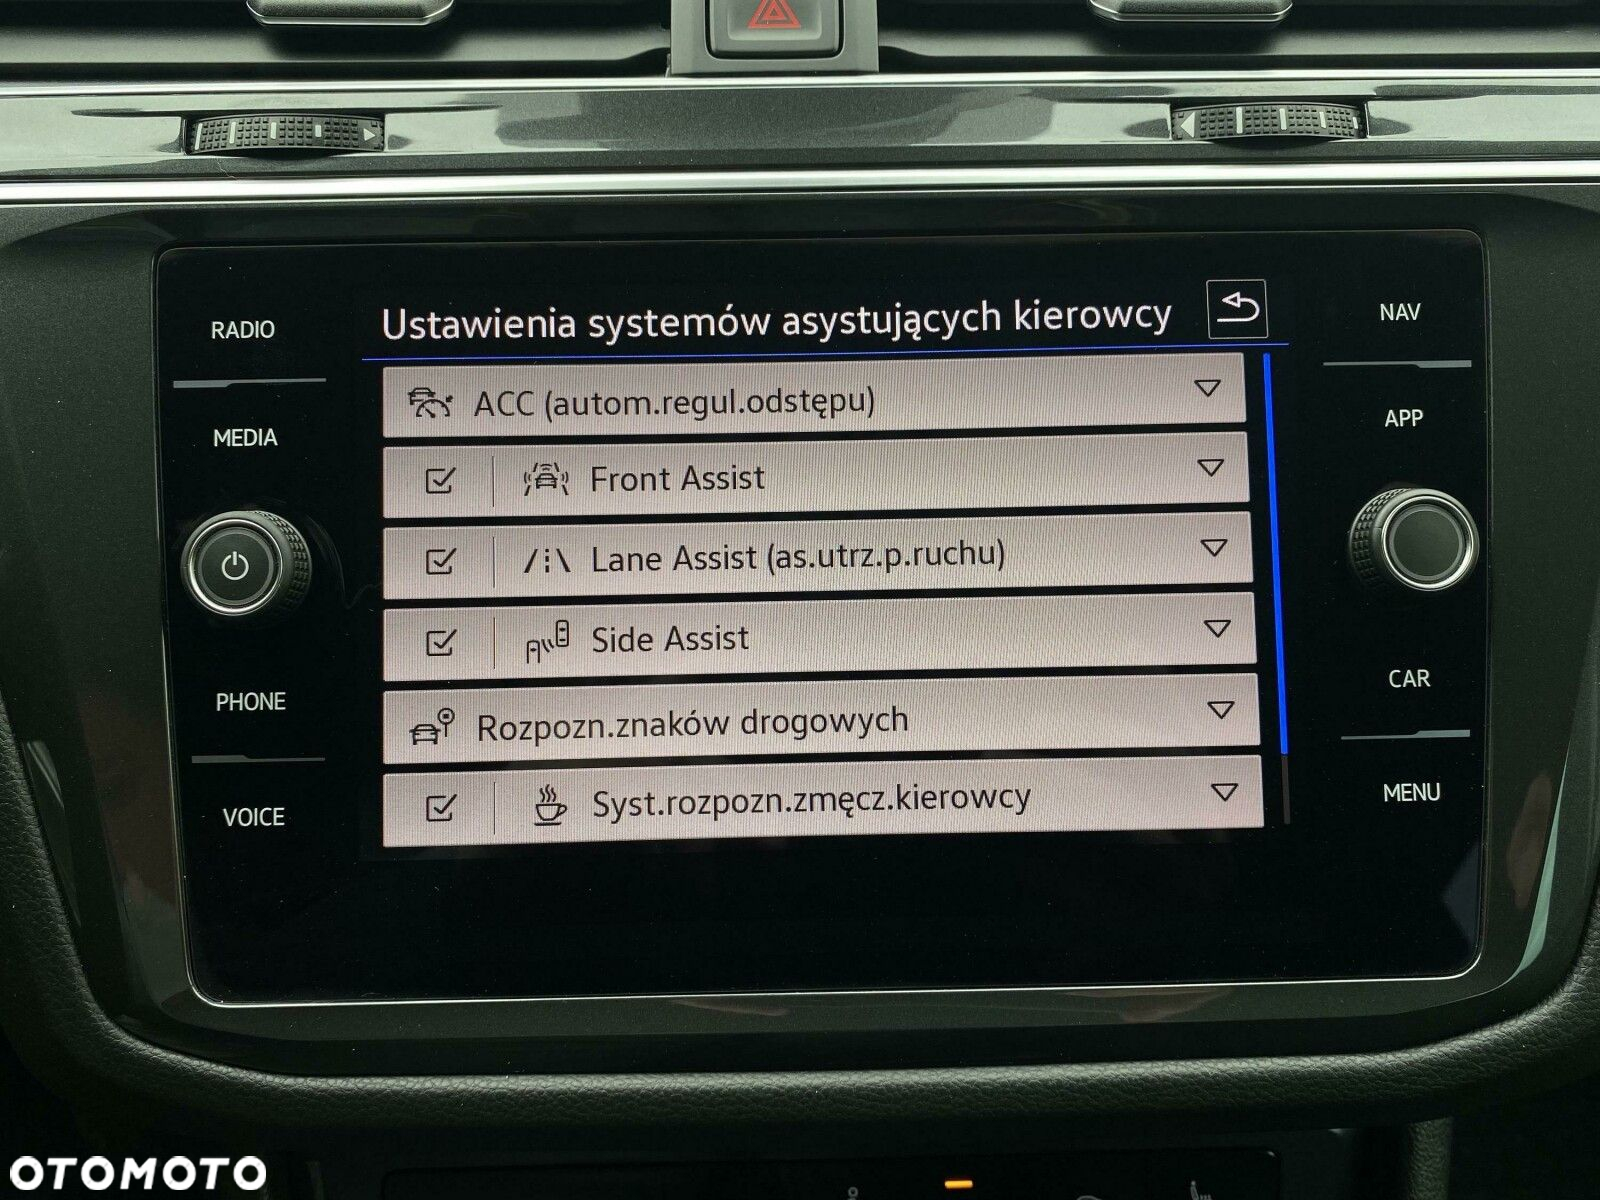 Ustawienia systemów asystujących kierowcy
RADIO
MEDIA
PHONE
VOICE
ACC (autom.regul.odstępu)
Front Assist
Lane Assist (as.utrz.p.ruchu)
Side Assist
Rozpozn.znaków drogowych
Syst.rozpozn.zmęcz.kierowcy
NAV
APP
CAR
MENU
OTOMOTO